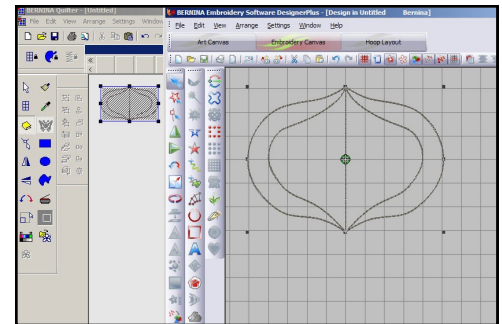 BERNINA Quilter - [Untitled]
File Edit View Arrange Settings Window
BERNINA Embroidery Software DesignerPlus - [Design in Untitled Bernina]
File Edit View Arrange Settings Window Help
Art Canvas Embroidery Canvas Hoop Layout